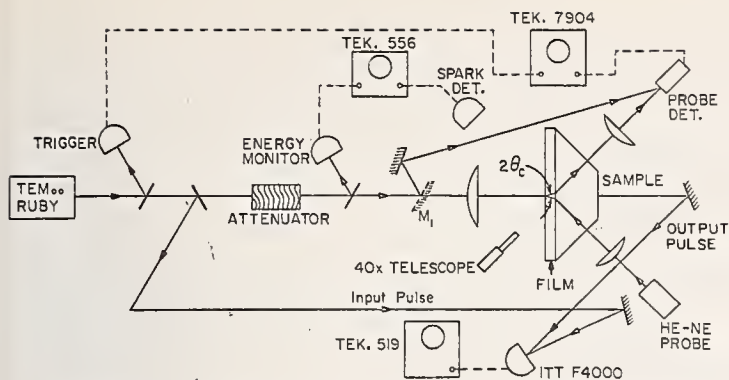 TEK. 7904
TEK. 556
SPARK
DET.
PROBE
DET.
TRIGGER
ENERGY
MONITOR
2θc
SAMPLE
TEM₀₀
RUBY
ATTENUATOR
M₁
OUTPUT
PULSE
40x TELESCOPE
FILM
Input Pulse
HE-NE
PROBE
TEK. 519
ITT F4000